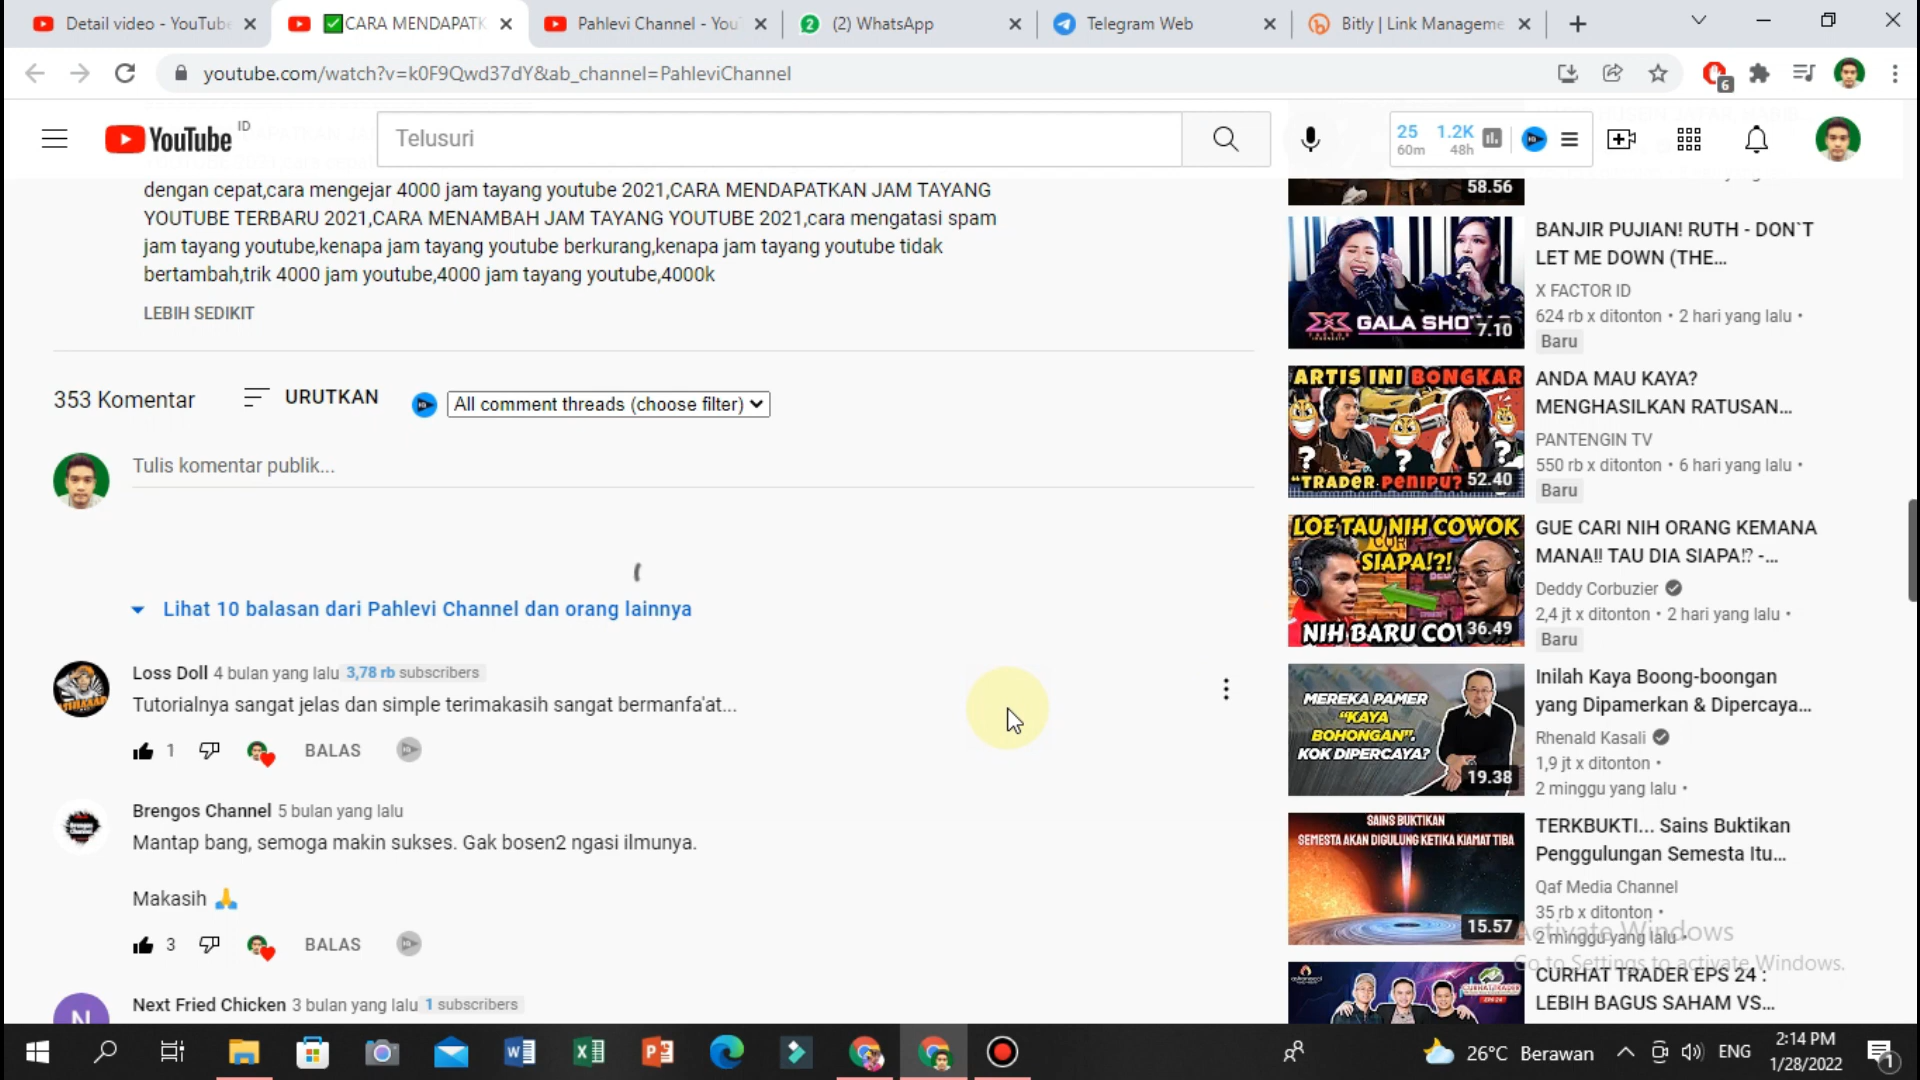 Detail video - YouTube
✅CARA MENDAPATK
Pahlevi Channel - You
(2) WhatsApp
Telegram Web
Bitly | Link Manageme
youtube.com/watch?v=k0F9Qwd37dY&ab_channel=PahleviChannel
6
YouTube ID
Telusuri
25 1.2K
60m 48h
dengan cepat,cara mengejar 4000 jam tayang youtube 2021,CARA MENDAPATKAN JAM TAYANG
YOUTUBE TERBARU 2021,CARA MENAMBAH JAM TAYANG YOUTUBE 2021,cara mengatasi spam
jam tayang youtube,kenapa jam tayang youtube berkurang,kenapa jam tayang youtube tidak
bertambah,trik 4000 jam youtube,4000 jam tayang youtube,4000k
LEBIH SEDIKIT
353 Komentar
URUTKAN
All comment threads (choose filter)
Tulis komentar publik...
Lihat 10 balasan dari Pahlevi Channel dan orang lainnya
Loss Doll 4 bulan yang lalu 3,78 rb subscribers
Tutorialnya sangat jelas dan simple terimakasih sangat bermanfa'at...
1 BALAS
Brengos Channel 5 bulan yang lalu
Mantap bang, semoga makin sukses. Gak bosen2 ngasi ilmunya.
Makasih 🙏
3 BALAS
N
Next Fried Chicken 3 bulan yang lalu 1 subscribers
58.56
GALA SHO
7.10
BANJIR PUJIAN! RUTH - DON`T
LET ME DOWN (THE...
X FACTOR ID
624 rb x ditonton • 2 hari yang lalu •
Baru
ARTIS INI BONGKAR
? ? ?
"TRADER PENIPU?
52.40
ANDA MAU KAYA?
MENGHASILKAN RATUSAN...
PANTENGIN TV
550 rb x ditonton • 6 hari yang lalu •
Baru
LOE TAU NIH COWOK
SIAPA!?!
NIH BARU CO
36.49
GUE CARI NIH ORANG KEMANA
MANA!! TAU DIA SIAPA!? -...
Deddy Corbuzier
2,4 jt x ditonton • 2 hari yang lalu •
Baru
MEREKA PAMER
"KAYA
BOHONGAN".
KOK DIPERCAYA?
19.38
Inilah Kaya Boong-boongan
yang Dipamerkan & Dipercaya...
Rhenald Kasali
1,9 jt x ditonton •
2 minggu yang lalu •
SAINS BUKTIKAN
SEMESTA AKAN DIGULUNG KETIKA KIAMAT TIBA
15.57
TERKBUKTI... Sains Buktikan
Penggulungan Semesta Itu...
Qaf Media Channel
35 rb x ditonton •
2 minggu yang lalu •
Activate Windows
Go to Settings to activate Windows.
CURHAT TRADER
CURHAT TRADER EPS 24 :
LEBIH BAGUS SAHAM VS...
26°C Berawan
ENG
2:14 PM
1/28/2022
1